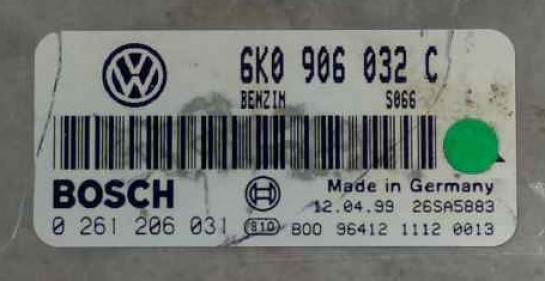 6K0 906 032 C
BENZIN S066
BOSCH Made in Germany
12.04.99 26SA5883
0 261 206 031 B10 B00 96412 1112 0013